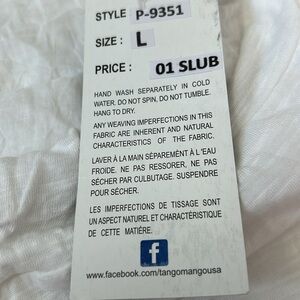 STYLE P-9351
SIZE : L
PRICE : 01 SLUB
HAND WASH SEPARATELY IN COLD
WATER. DO NOT SPIN, DO NOT TUMBLE.
HANG TO DRY.
ANY WEAVING IMPERFECTIONS IN THIS
FABRIC ARE INHERENT AND NATURAL
CHARACTERISTICS OF THE FABRIC.
LAVER À LA MAIN SÉPARÉMENT À L'EAU
FROIDE. NE PAS RESSORER. NE PAS
SÉCHER PAR CULBUTAGE. SUSPENDRE
POUR SÉCHER.
LES IMPERFECTIONS DE TISSAGE SONT
UN ASPECT NATUREL ET CARACTÉRISTIQUE
DE CETTE MATIÈRE.
f
www.facebook.com/tangomangousa